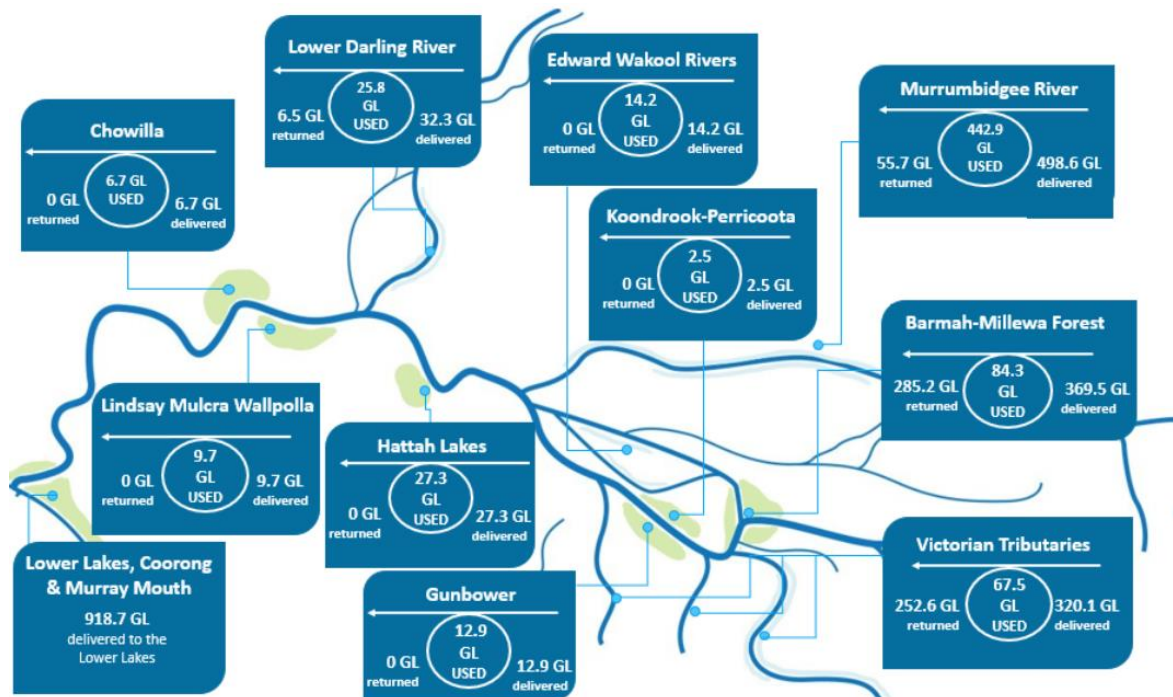 Lower Darling River
25.8
GL
USED
6.5 GL
returned
32.3 GL
delivered
Edward Wakool Rivers
14.2
GL
USED
0 GL
returned
14.2 GL
delivered
Murrumbidgee River
442.9
GL
USED
55.7 GL
returned
498.6 GL
delivered
Chowilla
6.7 GL
USED
0 GL
returned
6.7 GL
delivered
Koondrook-Perricoota
2.5
GL
USED
0 GL
returned
2.5 GL
delivered
Barmah-Millewa Forest
84.3
GL
USED
285.2 GL
returned
369.5 GL
delivered
Lindsay Mulcra Wallpolla
9.7
GL
USED
0 GL
returned
9.7 GL
delivered
Hattah Lakes
27.3
GL
USED
0 GL
returned
27.3 GL
delivered
Lower Lakes, Coorong
& Murray Mouth
918.7 GL
delivered to the
Lower Lakes
Gunbower
12.9
GL
USED
0 GL
returned
12.9 GL
delivered
Victorian Tributaries
67.5
GL
USED
252.6 GL
returned
320.1 GL
delivered